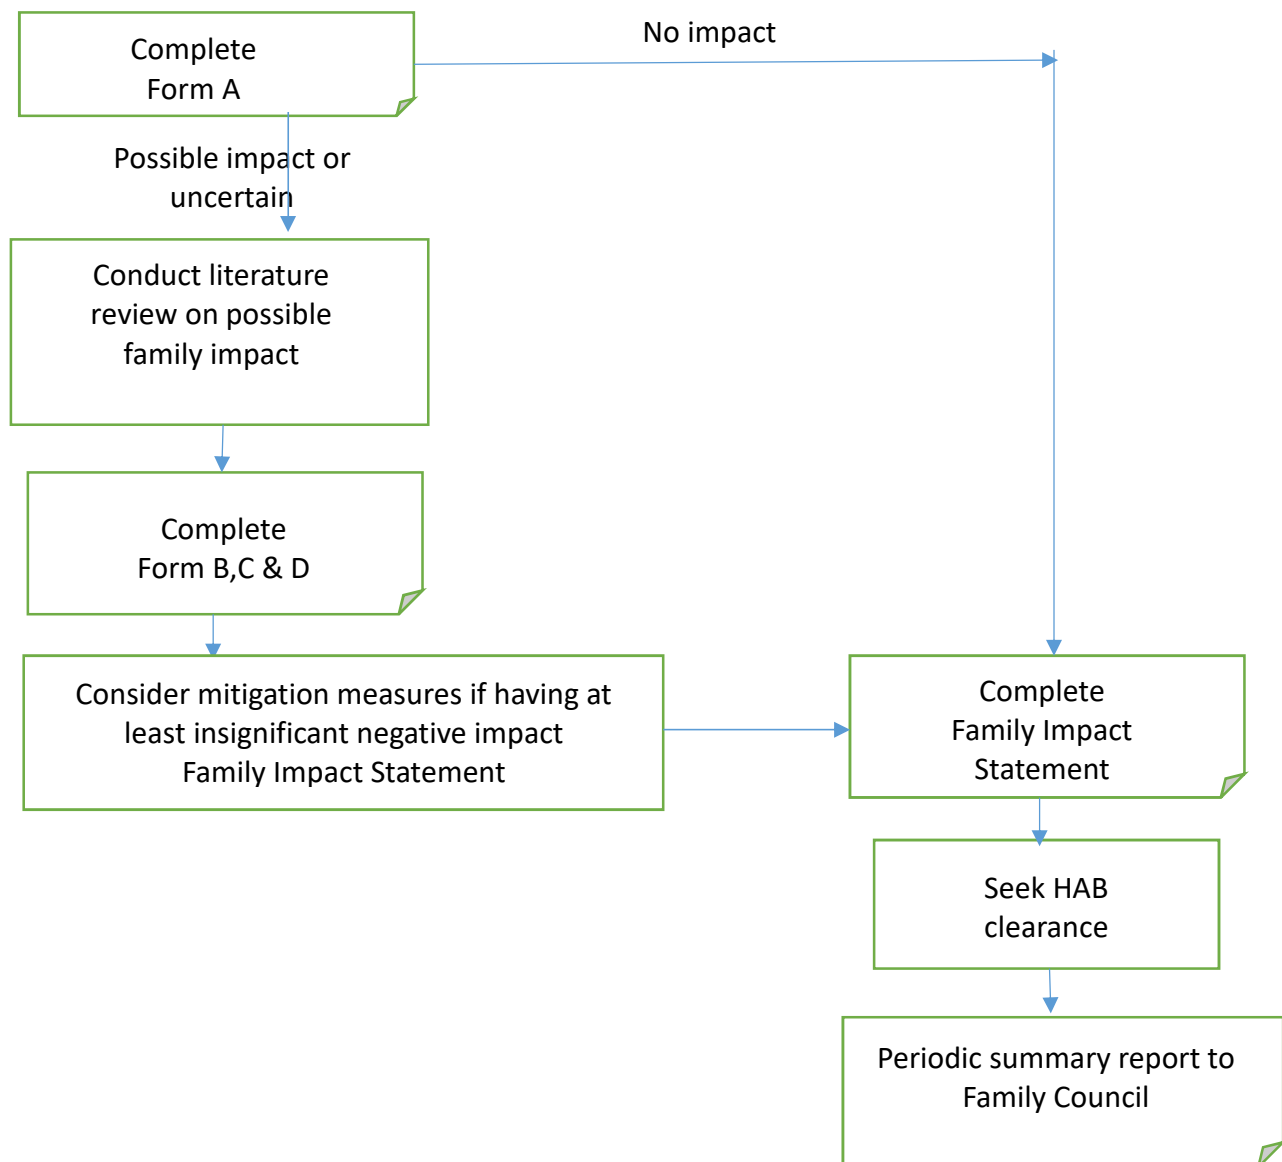 Complete
Form A
No impact
Possible impact or
uncertain
Conduct literature
review on possible
family impact
Complete
Form B,C & D
Consider mitigation measures if having at
least insignificant negative impact
Family Impact Statement
Complete
Family Impact
Statement
Seek HAB
clearance
Periodic summary report to
Family Council